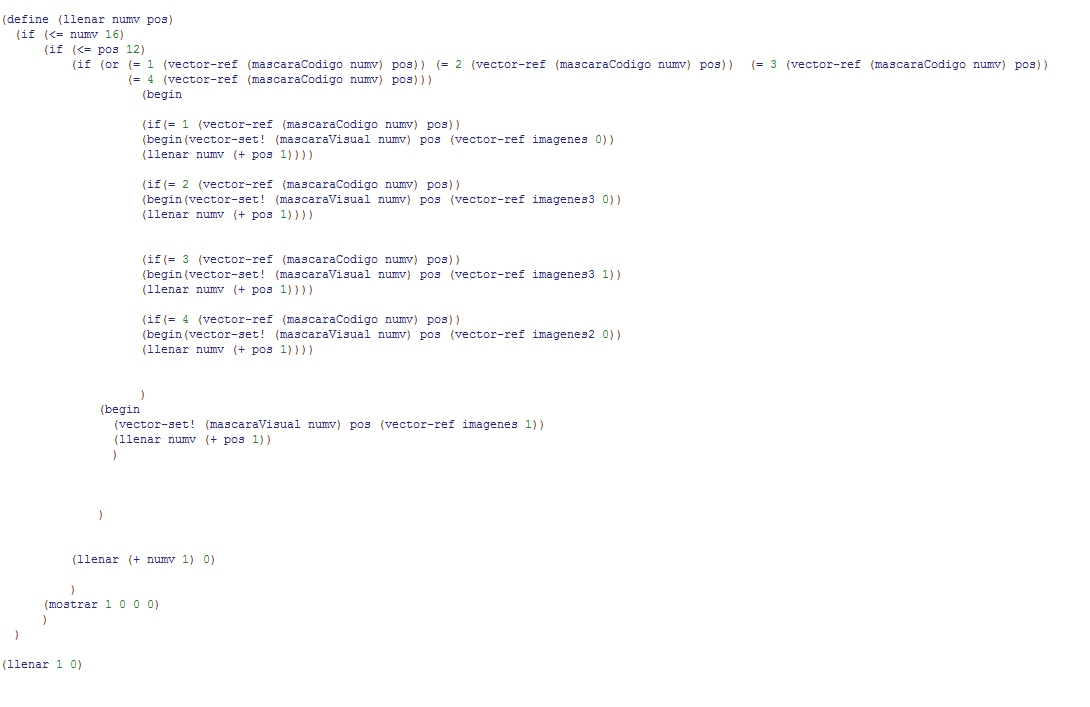 (define (llenar numv pos)
(if (<= numv 16)
(if (<= pos 12)
(if (or (= 1 (vector-ref (mascaraCodigo numv) pos)) (= 2 (vector-ref (mascaraCodigo numv) pos))  (= 3 (vector-ref (mascaraCodigo numv) pos))
(= 4 (vector-ref (mascaraCodigo numv) pos)))
(begin
(if(= 1 (vector-ref (mascaraCodigo numv) pos))
(begin(vector-set! (mascaraVisual numv) pos (vector-ref imagenes 0))
(llenar numv (+ pos 1))))
(if(= 2 (vector-ref (mascaraCodigo numv) pos))
(begin(vector-set! (mascaraVisual numv) pos (vector-ref imagenes3 0))
(llenar numv (+ pos 1))))
(if(= 3 (vector-ref (mascaraCodigo numv) pos))
(begin(vector-set! (mascaraVisual numv) pos (vector-ref imagenes3 1))
(llenar numv (+ pos 1))))
(if(= 4 (vector-ref (mascaraCodigo numv) pos))
(begin(vector-set! (mascaraVisual numv) pos (vector-ref imagenes2 0))
(llenar numv (+ pos 1))))
)
(begin
(vector-set! (mascaraVisual numv) pos (vector-ref imagenes 1))
(llenar numv (+ pos 1))
)
)
(llenar (+ numv 1) 0)
)
(mostrar 1 0 0 0)
)
)
(llenar 1 0)